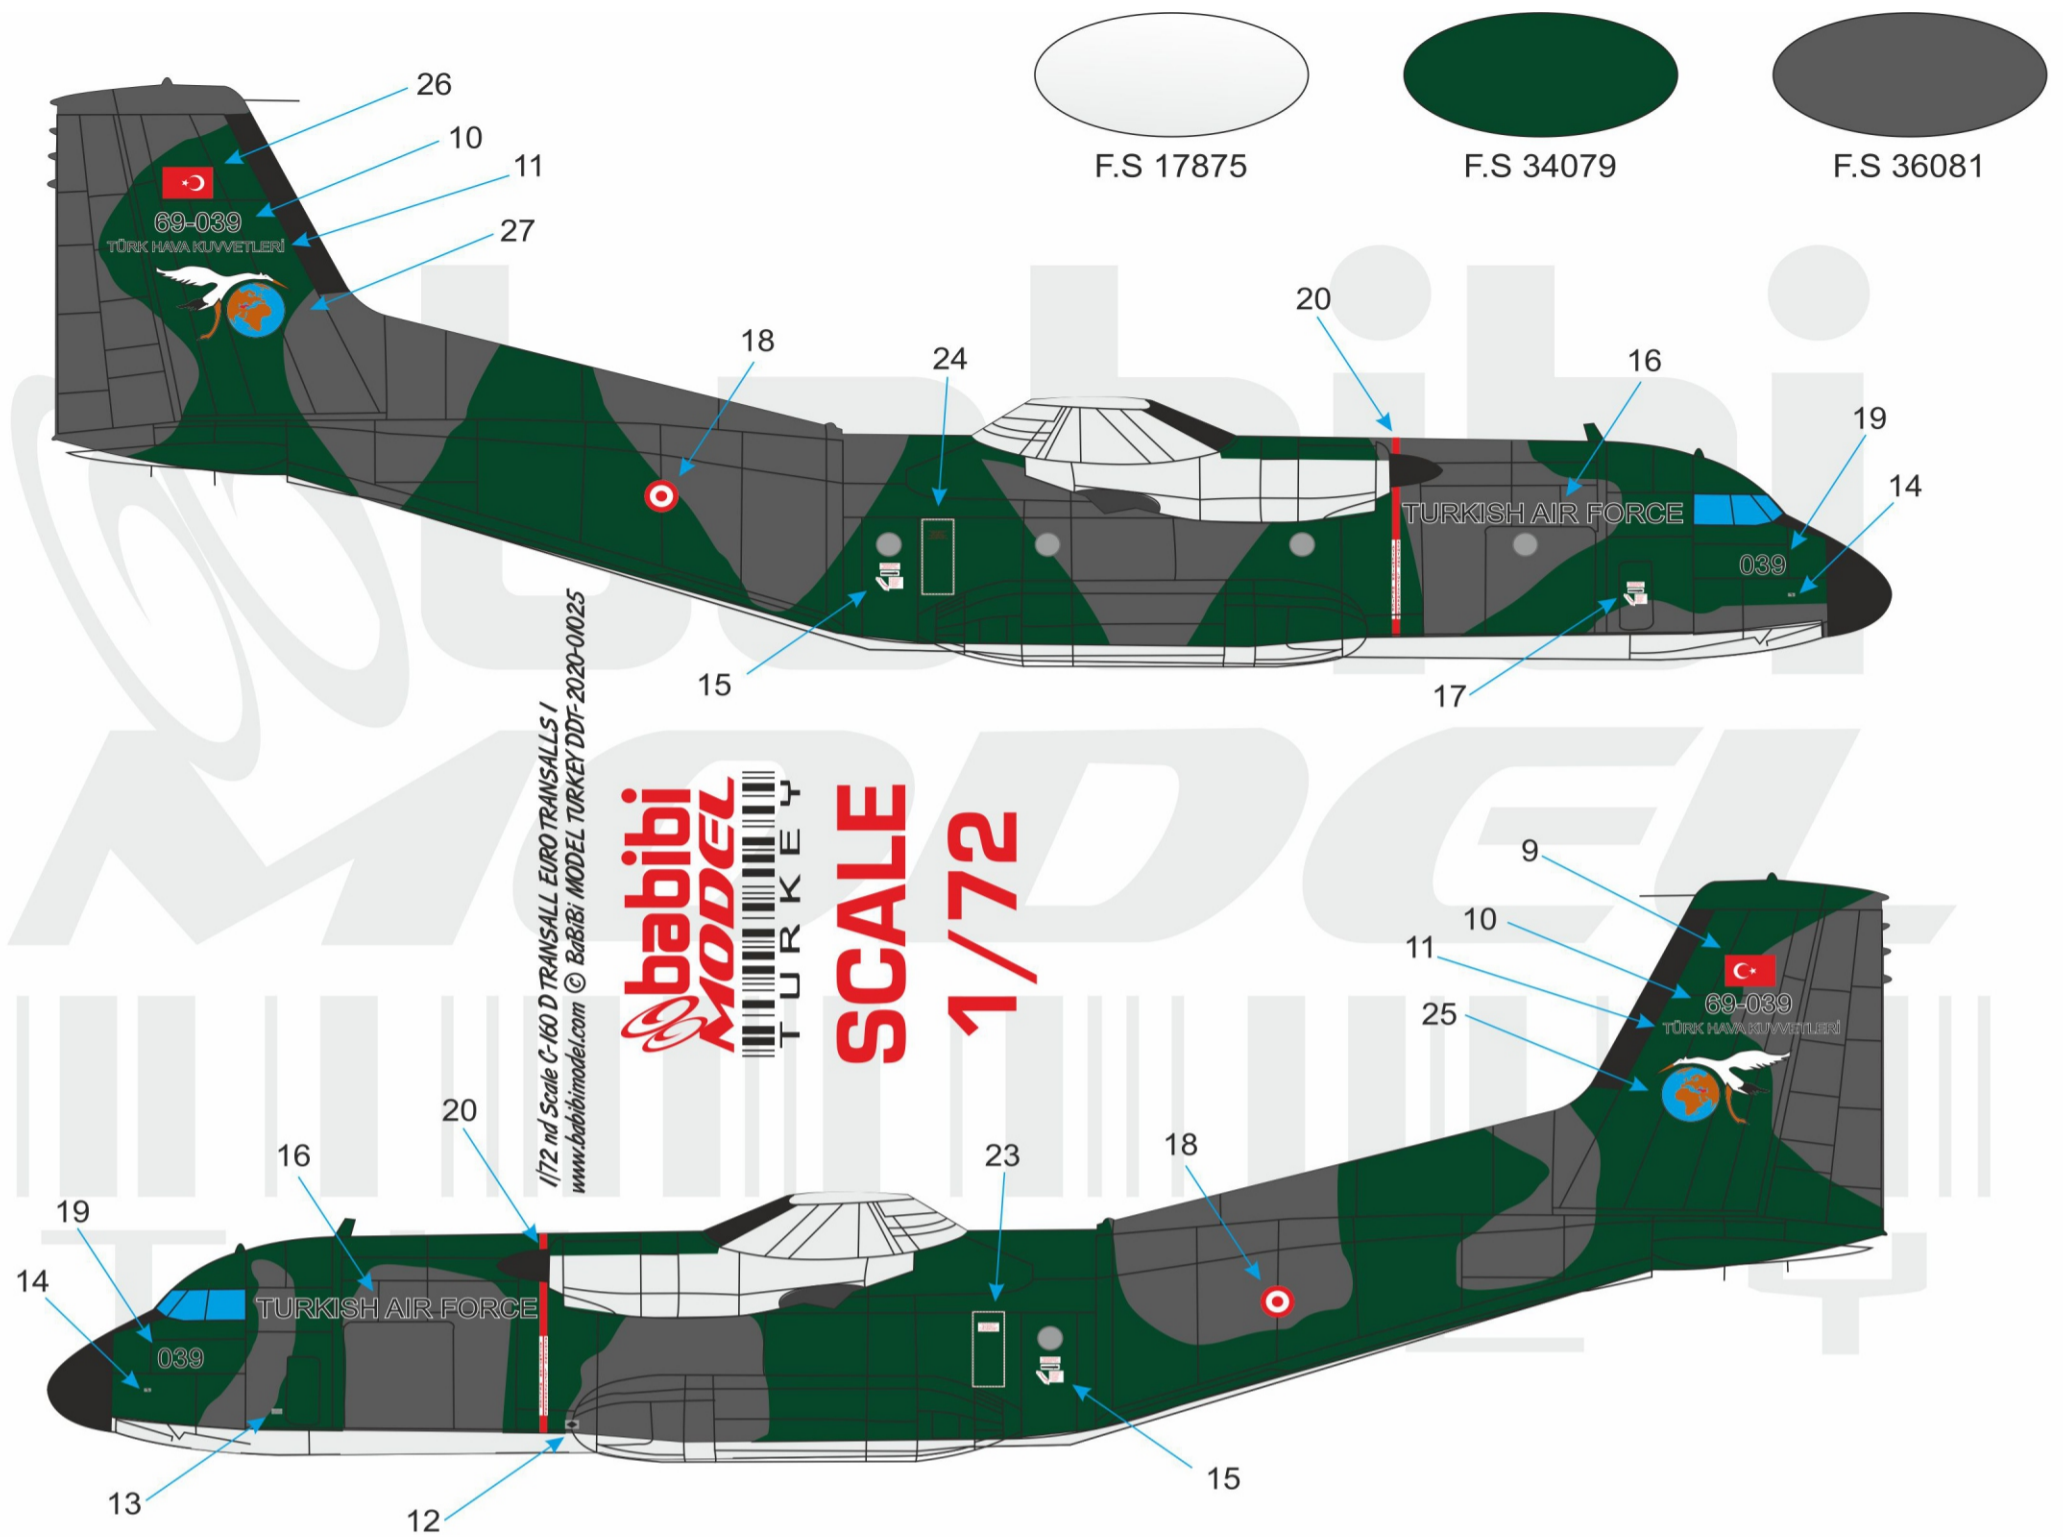 F.S 17875
F.S 34079
F.S 36081
26
10
11
27
69-039
TÜRK HAVA KUVVETLERİ
18
24
20
16
19
14
TURKISH AIR FORCE
039
15
17
1/72 nd Scale C-160 D TRANSALL EURO TRANSALLS 1
www.babibimodel.com © BaBiBi MODEL TURKEY DDT-2020-01025
babibi
MODEL
TURKEY
SCALE
1/72
9
10
11
25
69-039
TÜRK HAVA KUVVETLERİ
20
16
19
14
TURKISH AIR FORCE
039
23
18
13
12
15
babibi
MODEL